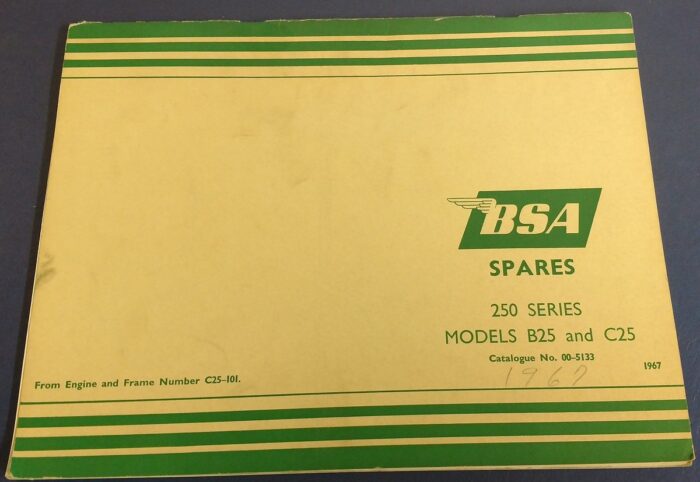 BSA
SPARES
250 SERIES
MODELS B25 and C25
Catalogue No. 00-5133
1967
1967
From Engine and Frame Number C25-101.